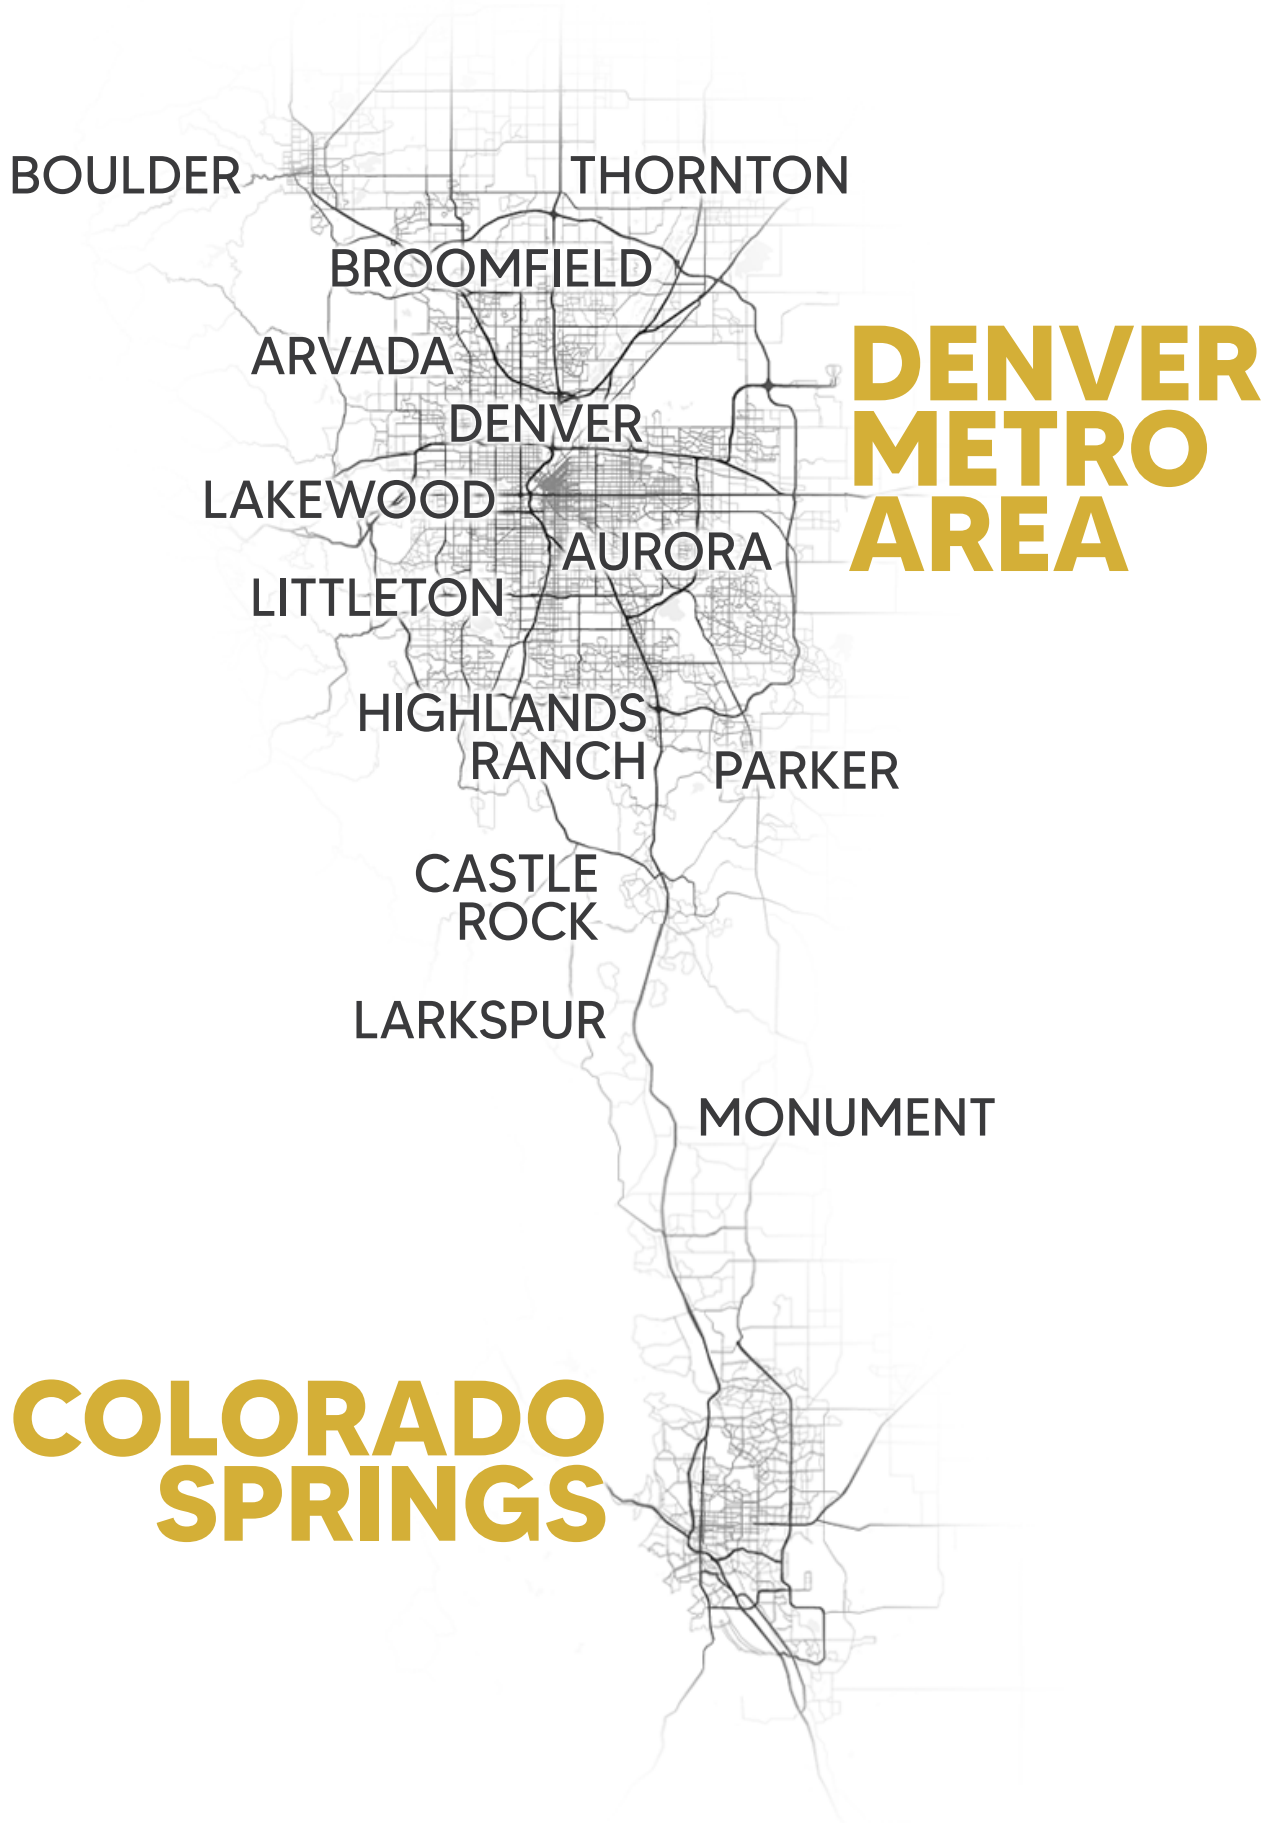 BOULDER
THORNTON
BROOMFIELD
ARVADA
DENVER
METRO
AREA
DENVER
LAKEWOOD
AURORA
LITTLETON
HIGHLANDS
RANCH
PARKER
CASTLE
ROCK
LARKSPUR
MONUMENT
COLORADO
SPRINGS